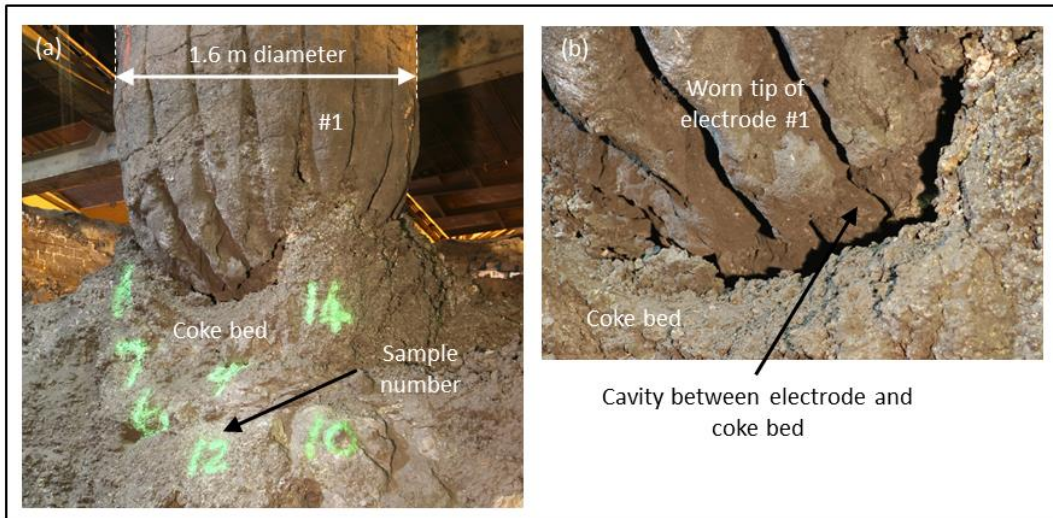 (a)
1.6 m diameter
#1
1
14
Coke bed
7
4
Sample
number
6
12
10
(b)
Worn tip of
electrode #1
Coke bed
Cavity between electrode and
coke bed